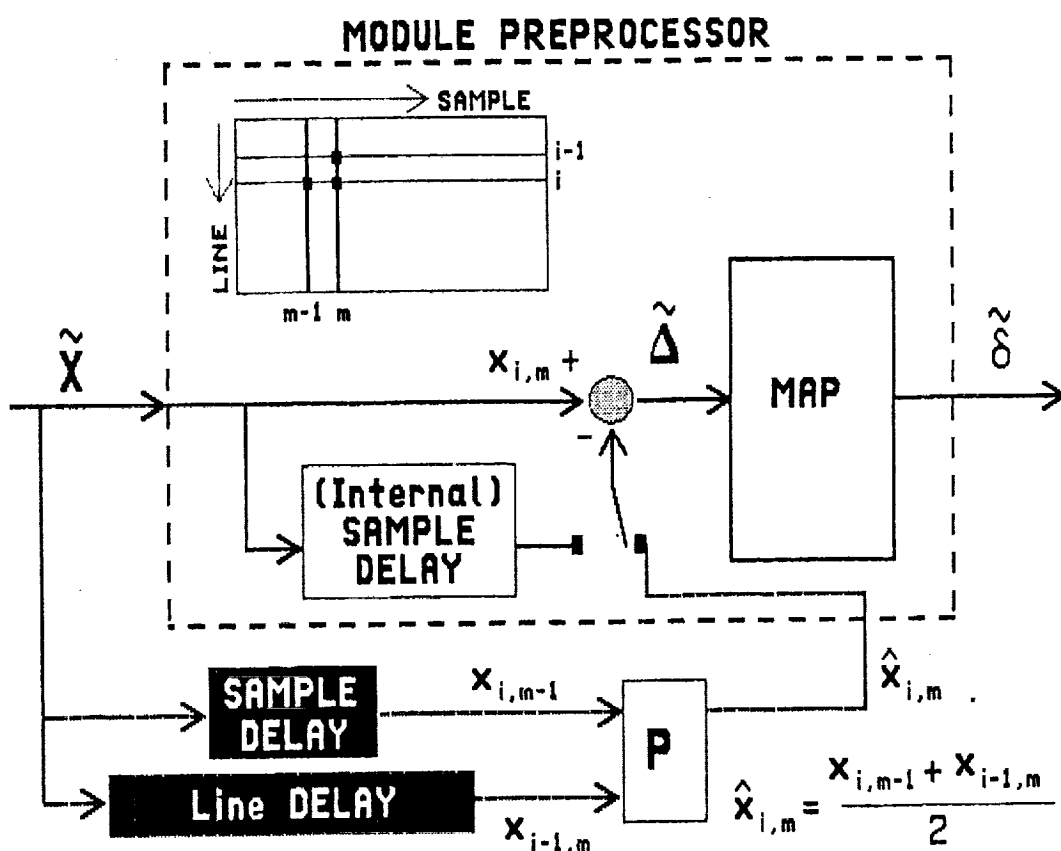 MODULE PREPROCESSOR
SAMPLE
LINE
i-1
i
m-1 m
X̃
x_{i,m} +
-
Δ̃
MAP
δ̃
(Internal)
SAMPLE
DELAY
SAMPLE
DELAY
x_{i,m-1}
Line DELAY
x_{i-1,m}
P
x̂_{i,m}
x̂_{i,m} = (x_{i,m-1} + x_{i-1,m}) / 2